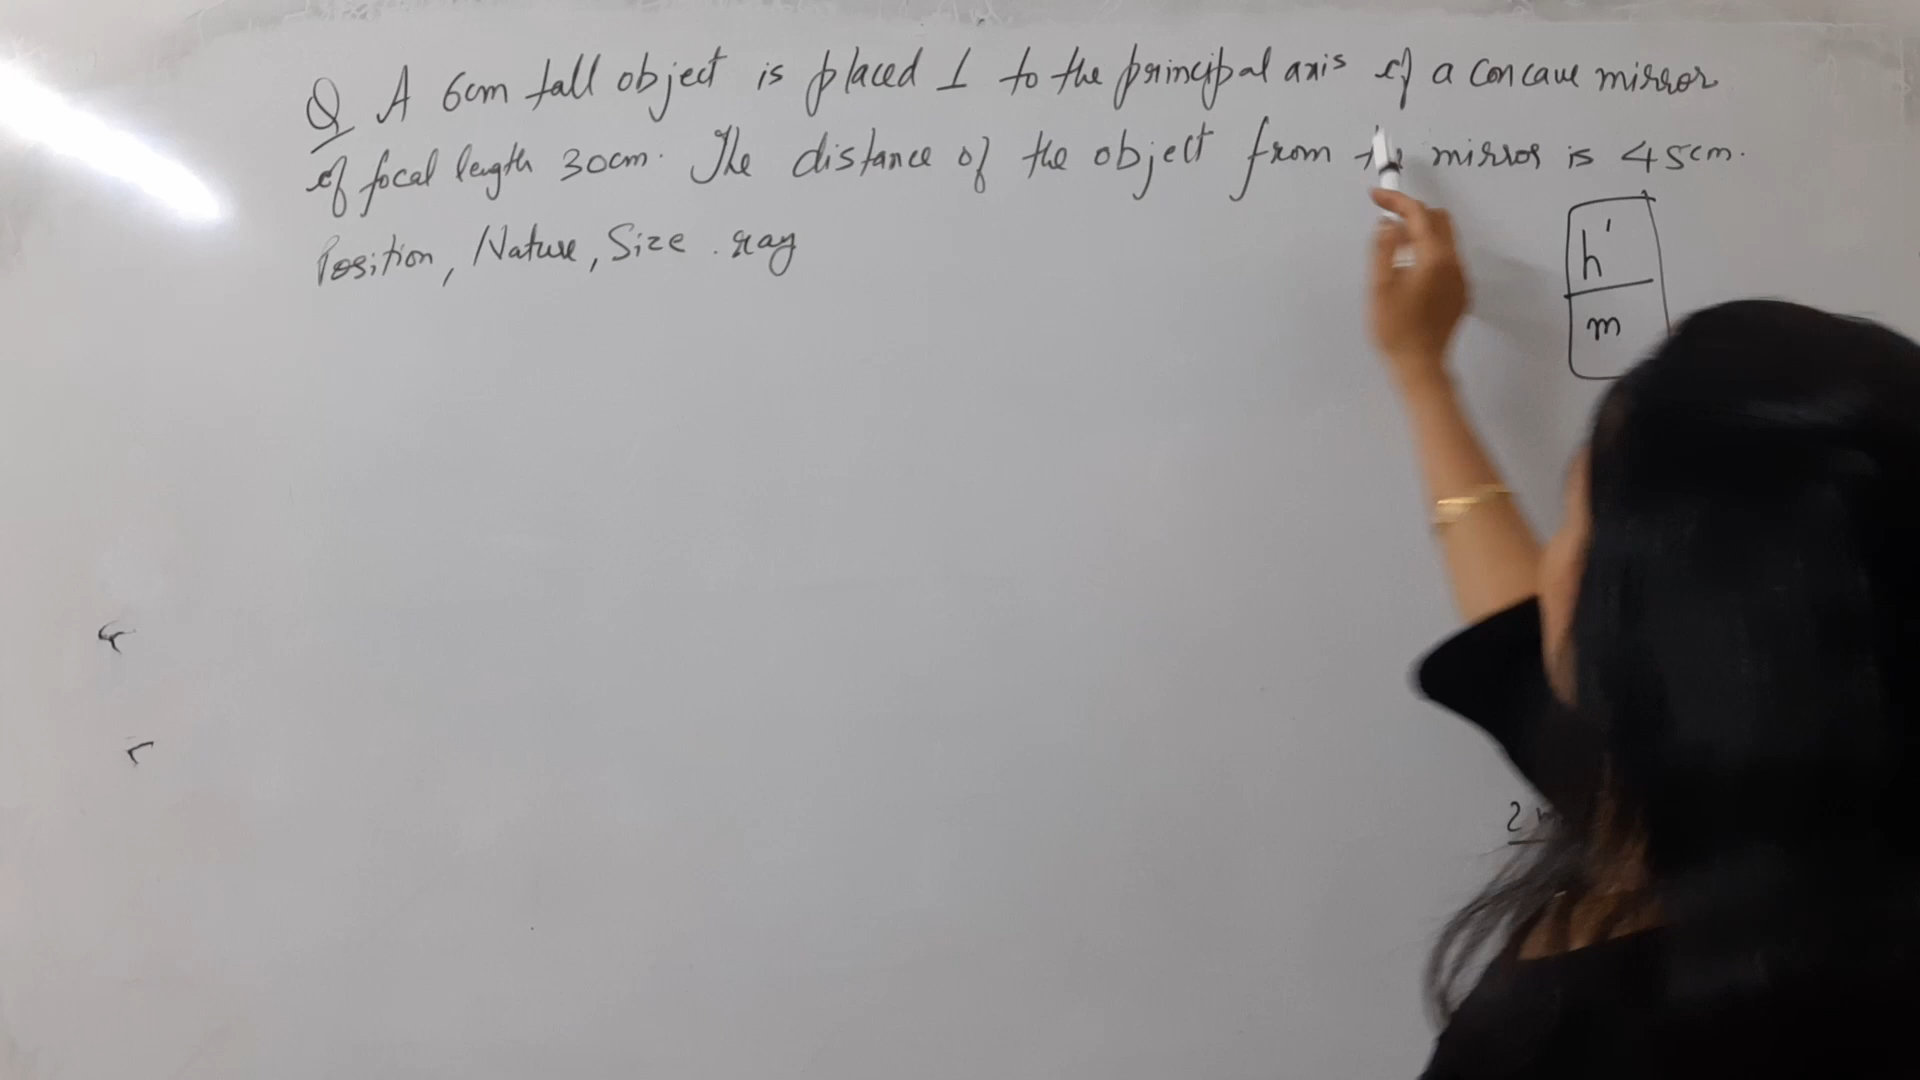 Q A 6cm tall object is placed ⊥ to the principal axis of a concave mirror
of focal length 30cm. The distance of the object from mirror is 45cm.
Position, Nature, Size . ray
h'
m
2